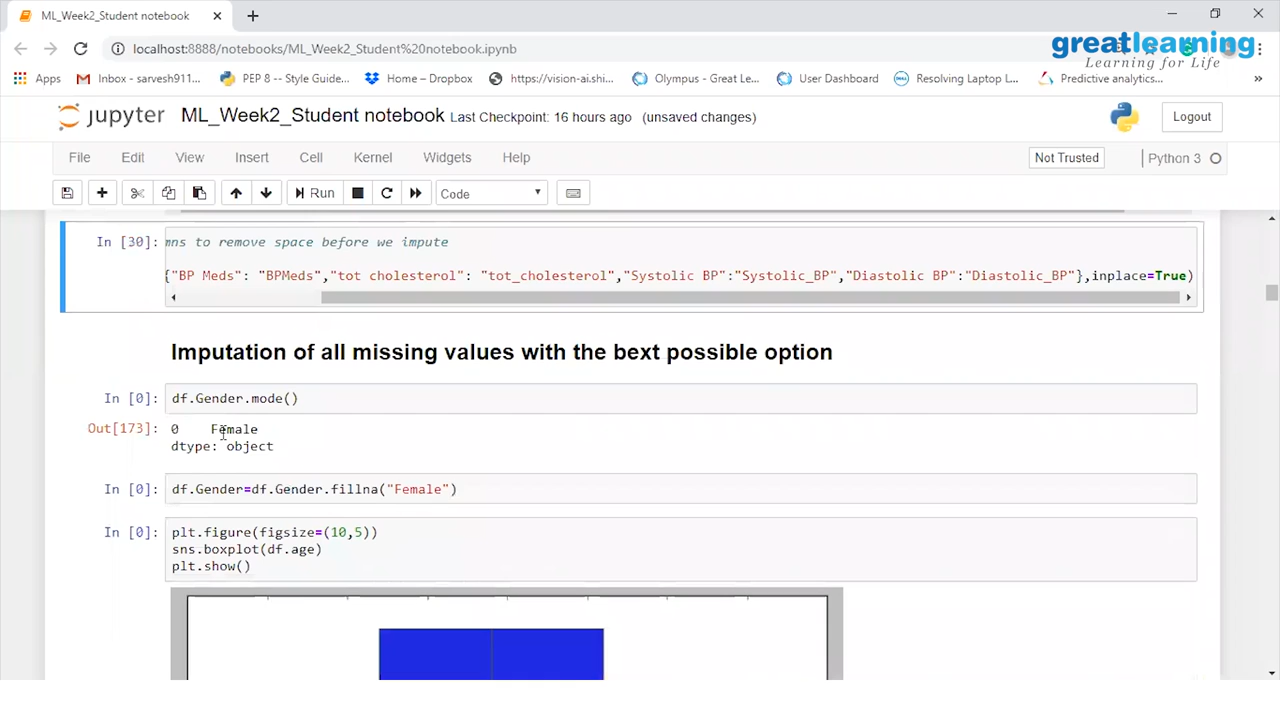 ML_Week2_Student notebook
localhost:8888/notebooks/ML_Week2_Student%20notebook.ipynb
greatlearning
Learning for Life
Apps
Inbox - sarvesh911...
PEP 8 -- Style Guide...
Home – Dropbox
https://vision-ai.shi...
Olympus - Great Le...
User Dashboard
Resolving Laptop L...
Predictive analytics...
»
jupyter ML_Week2_Student notebook Last Checkpoint: 16 hours ago (unsaved changes)
Logout
File Edit View Insert Cell Kernel Widgets Help
Not Trusted
Python 3
Run
Code
In [30]: mns to remove space before we impute
{"BP Meds": "BPMeds","tot cholesterol": "tot_cholesterol","Systolic BP":"Systolic_BP","Diastolic BP":"Diastolic_BP"},inplace=True)
Imputation of all missing values with the bext possible option
In [0]: df.Gender.mode()
Out[173]: 0 Female
dtype: object
In [0]: df.Gender=df.Gender.fillna("Female")
In [0]: plt.figure(figsize=(10,5))
sns.boxplot(df.age)
plt.show()